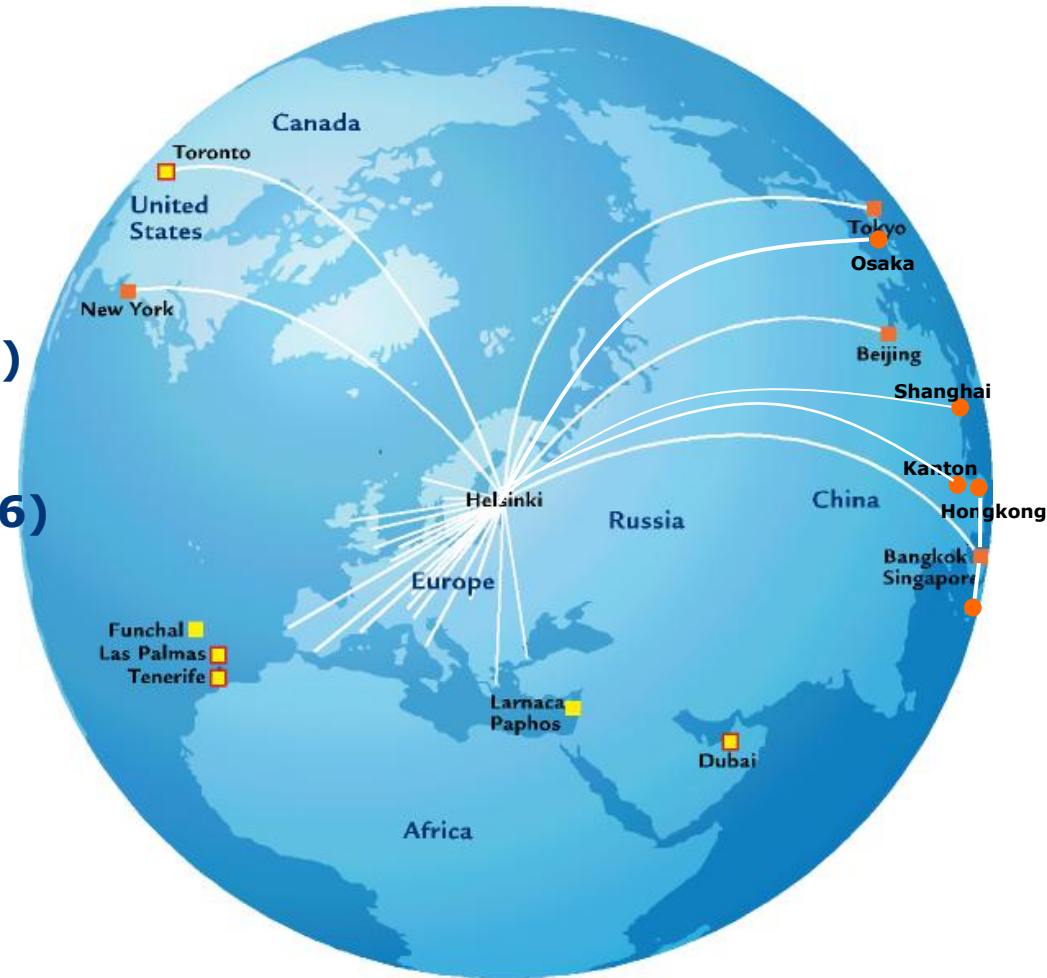 Canada
Toronto
United
States
New York
Tokyo
Osaka
Beijing
)
Shanghai
Kanton
6)
Helsinki
Russia
China
Hongkong
Bangkok
Singapore
Europe
Funchal
Las Palmas
Tenerife
Larnaca
Paphos
Dubai
Africa